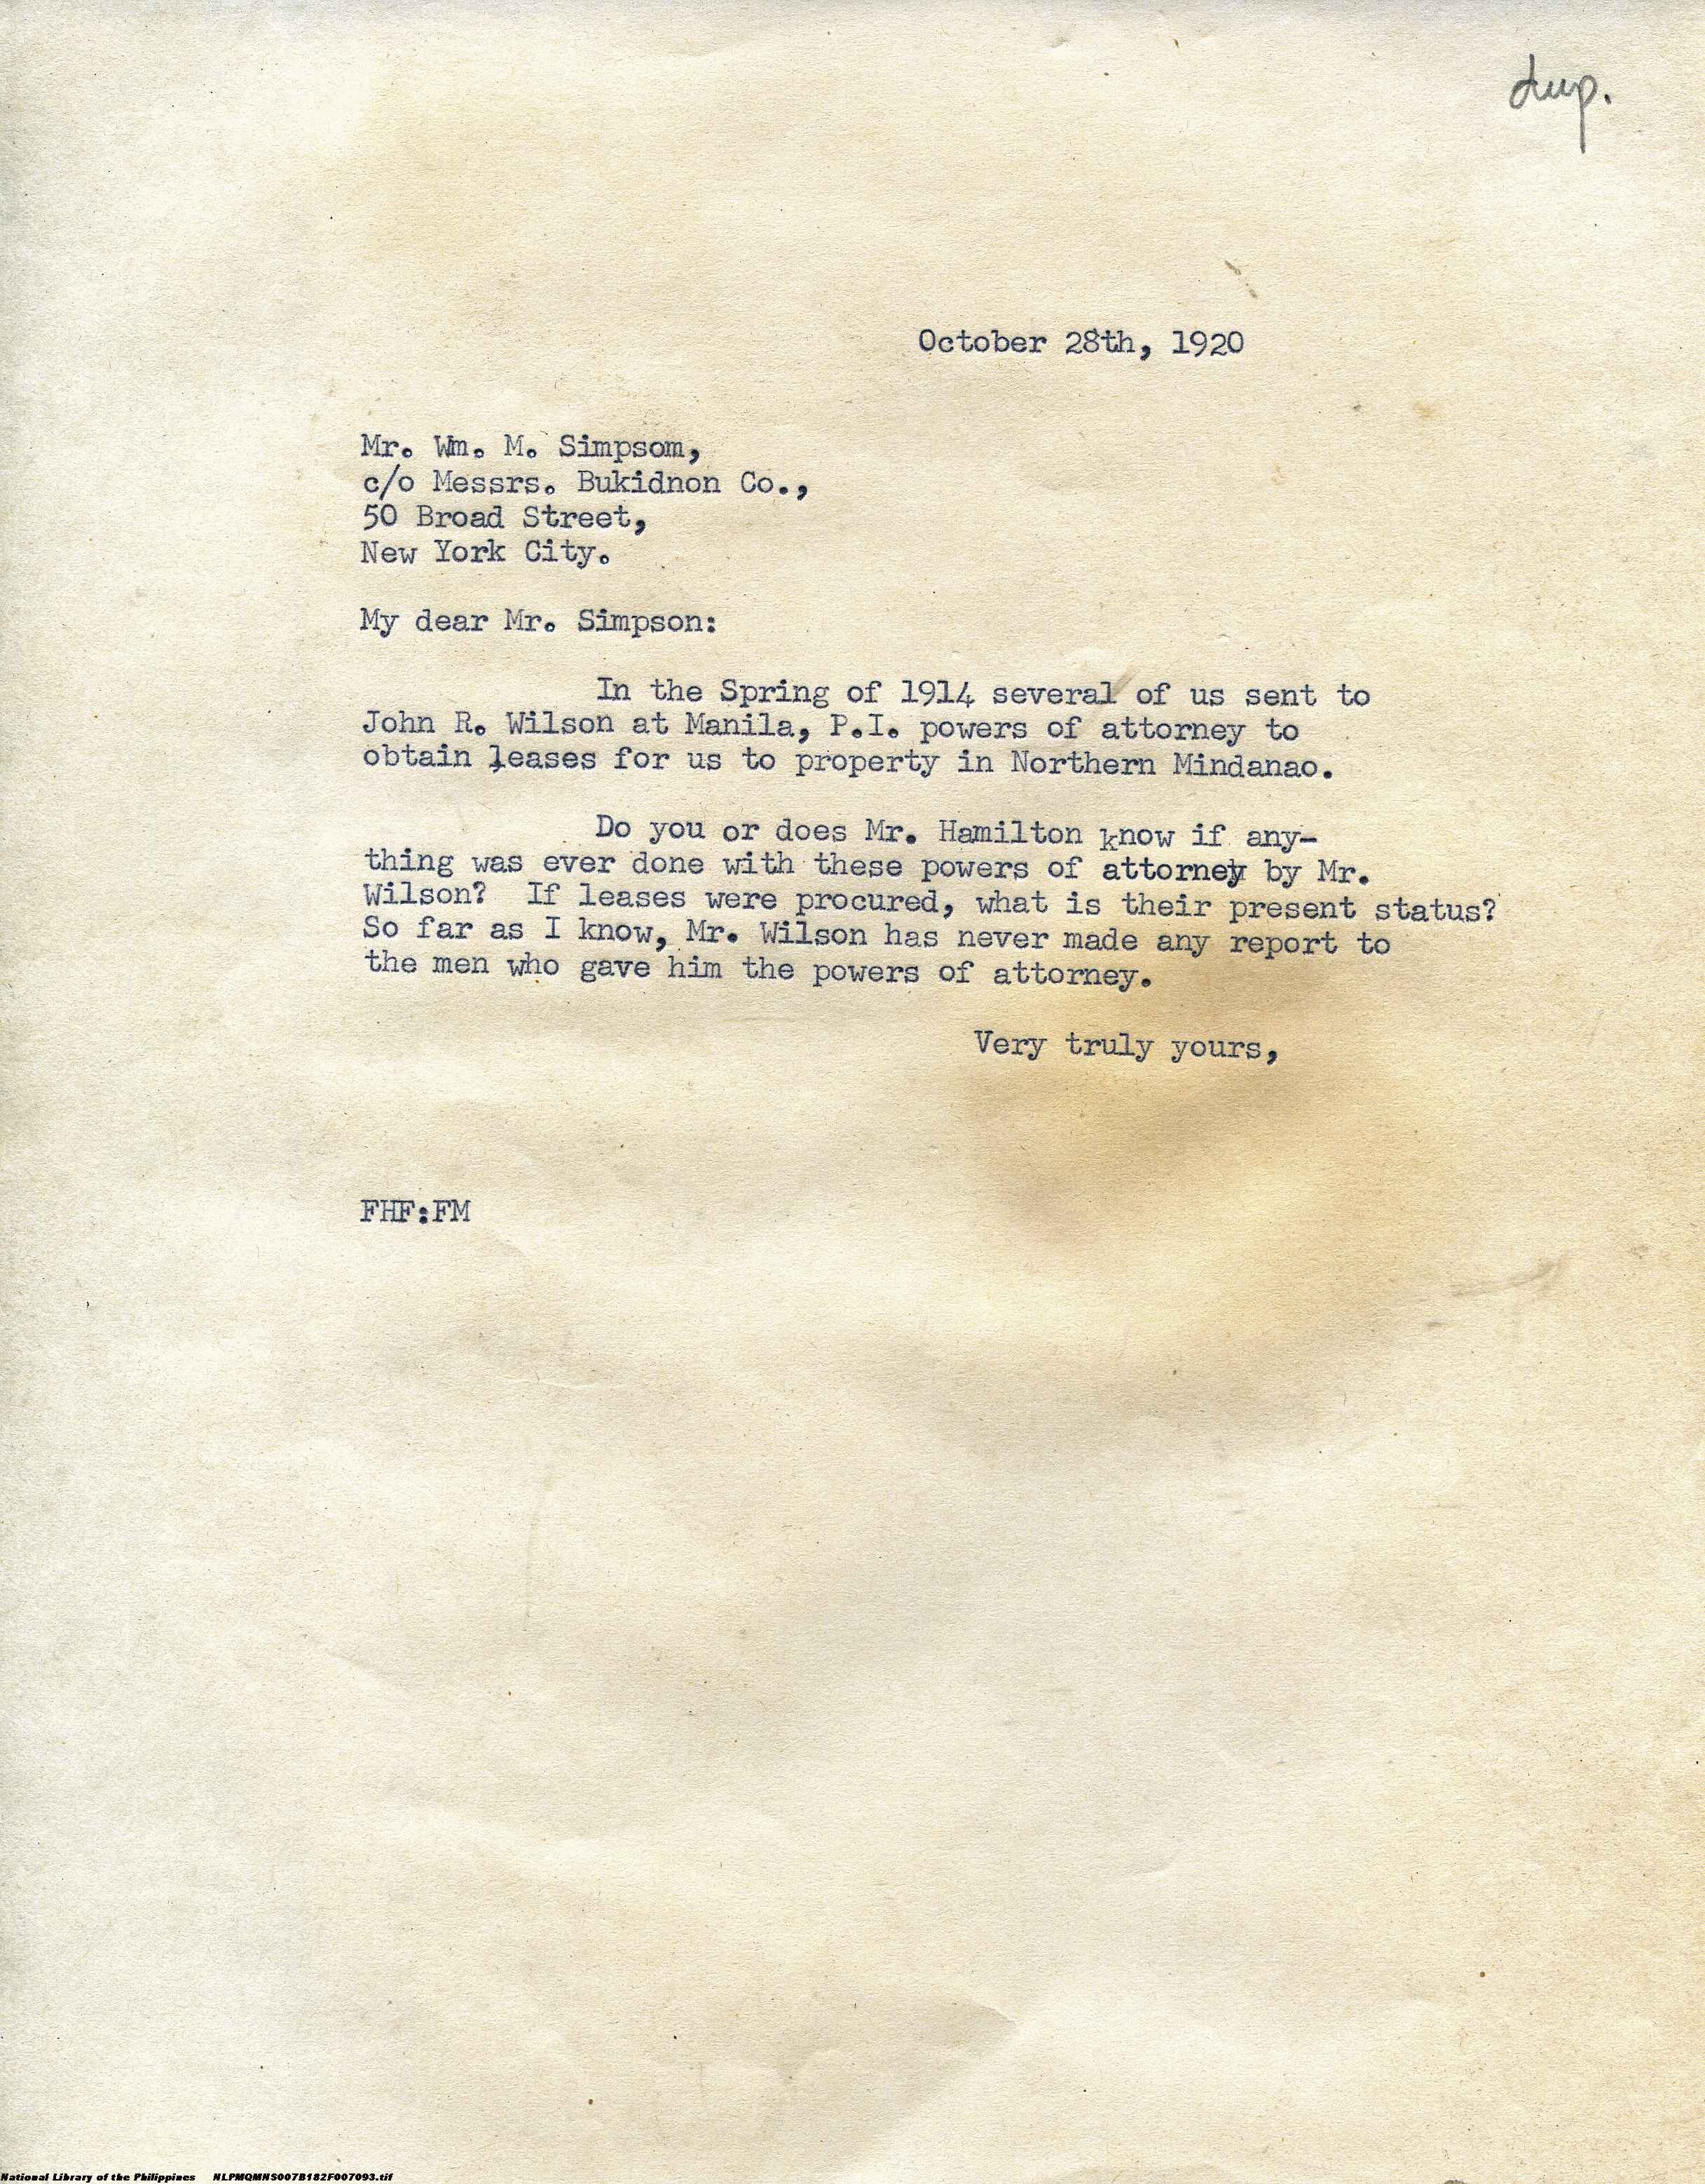 dup.
October 28th, 1920
Mr. Wm. M. Simpsom,
c/o Messrs. Bukidnon Co.,
50 Broad Street,
New York City.
My dear Mr. Simpson:
In the Spring of 1914 several of us sent to
John R. Wilson at Manila, P.I. powers of attorney to
obtain leases for us to property in Northern Mindanao.
Do you or does Mr. Hamilton know if any-
thing was ever done with these powers of attorney by Mr.
Wilson? If leases were procured, what is their present status?
So far as I know, Mr. Wilson has never made any report to
the men who gave him the powers of attorney.
Very truly yours,
FHF:FM
National Library of the Philippines NLPMQMNS007B182F007093.tif